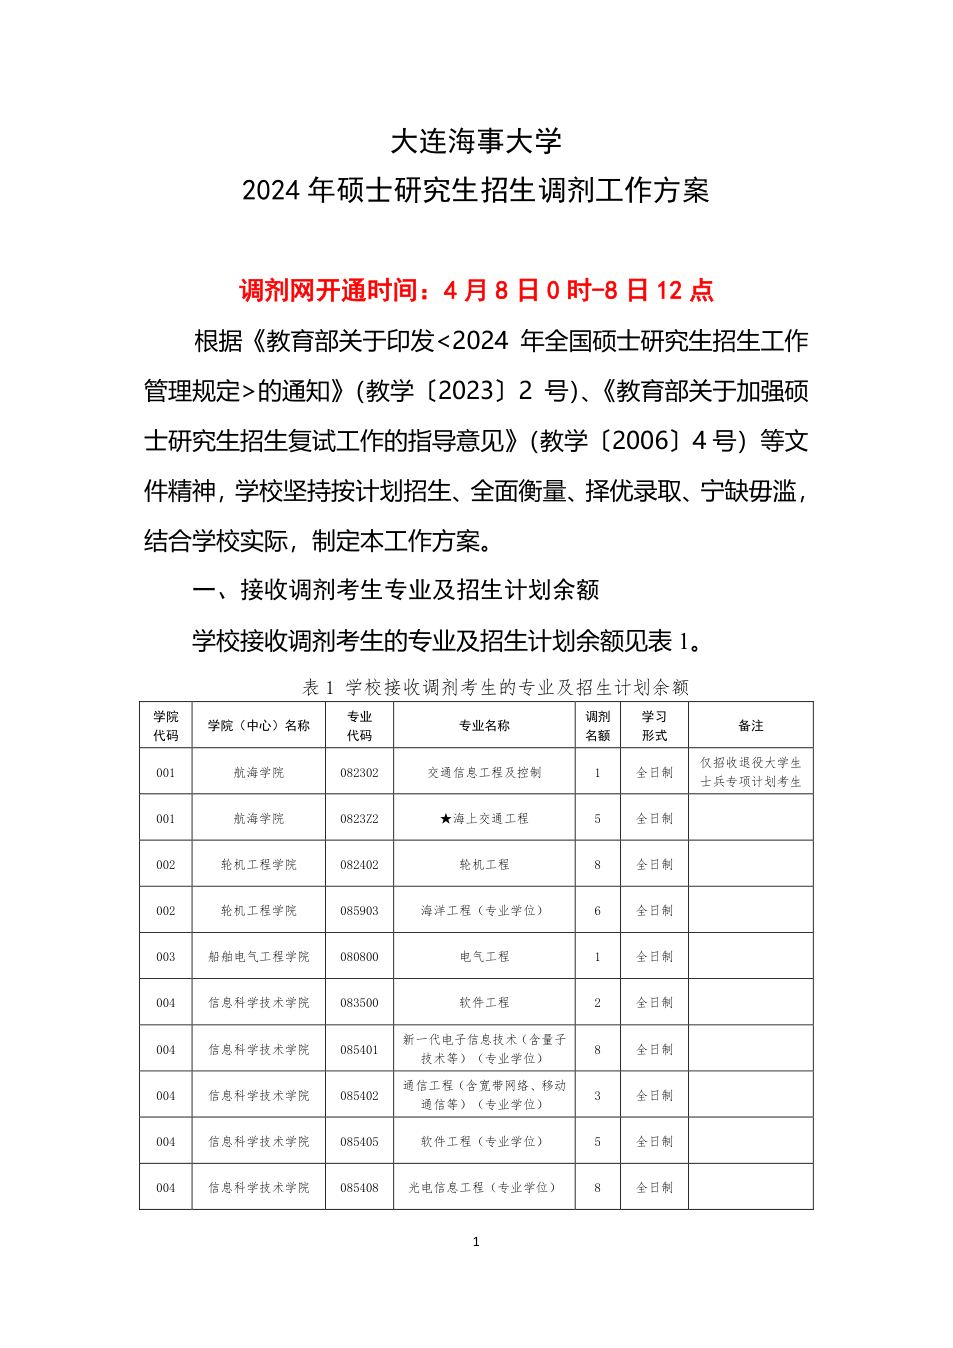 大连海事大学
2024 年硕士研究生招生调剂工作方案
调剂网开通时间：4 月 8 日 0 时-8 日 12 点
根据《教育部关于印发<2024 年全国硕士研究生招生工作
管理规定>的通知》（教学〔2023〕2 号）、《教育部关于加强硕
士研究生招生复试工作的指导意见》（教学〔2006〕4 号）等文
件精神，学校坚持按计划招生、全面衡量、择优录取、宁缺毋滥，
结合学校实际，制定本工作方案。
一、接收调剂考生专业及招生计划余额
学校接收调剂考生的专业及招生计划余额见表 1。
表 1 学校接收调剂考生的专业及招生计划余额
学院代码 学院（中心）名称 专业代码 专业名称 调剂名额 学习形式 备注
001 航海学院 082302 交通信息工程及控制 1 全日制 仅招收退役大学生士兵专项计划考生
001 航海学院 0823Z2 ★海上交通工程 5 全日制
002 轮机工程学院 082402 轮机工程 8 全日制
002 轮机工程学院 085903 海洋工程（专业学位） 6 全日制
003 船舶电气工程学院 080800 电气工程 1 全日制
004 信息科学技术学院 083500 软件工程 2 全日制
004 信息科学技术学院 085401 新一代电子信息技术（含量子技术等）（专业学位） 8 全日制
004 信息科学技术学院 085402 通信工程（含宽带网络、移动通信等）（专业学位） 3 全日制
004 信息科学技术学院 085405 软件工程（专业学位） 5 全日制
004 信息科学技术学院 085408 光电信息工程（专业学位） 8 全日制
1